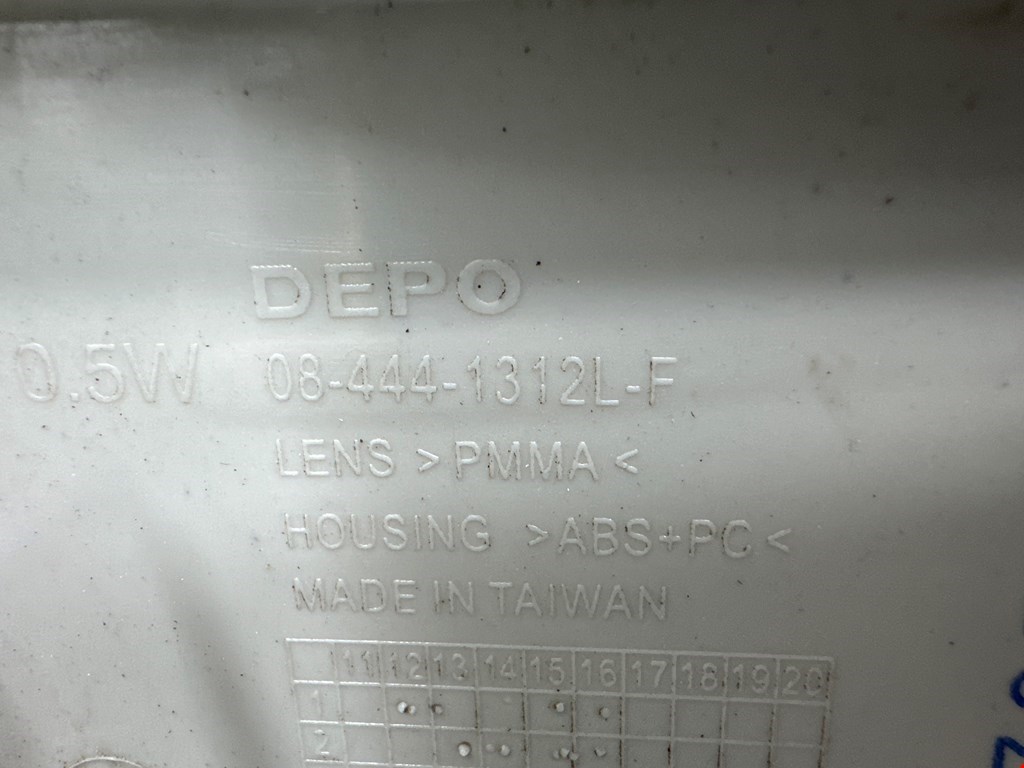 DEPO
0.5W 08-444-1312L-F
LENS >PMMA<
HOUSING >ABS+PC<
MADE IN TAIWAN
11 12 13 14 15 16 17 18 19 20
1
2